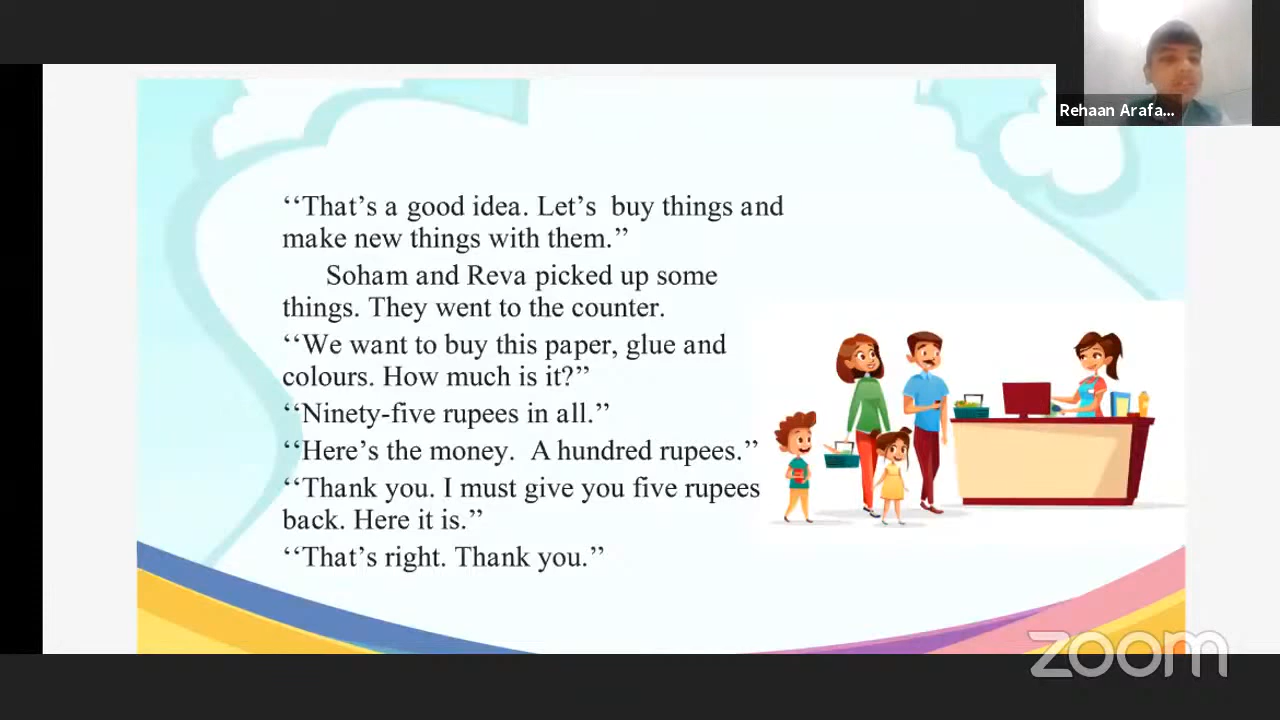 Rehaan Arafa...
‘‘That’s a good idea. Let’s buy things and
make new things with them.’’
Soham and Reva picked up some
things. They went to the counter.
‘‘We want to buy this paper, glue and
colours. How much is it?’’
‘‘Ninety-five rupees in all.’’
‘‘Here’s the money. A hundred rupees.’’
‘‘Thank you. I must give you five rupees
back. Here it is.’’
‘‘That’s right. Thank you.’’
zoom